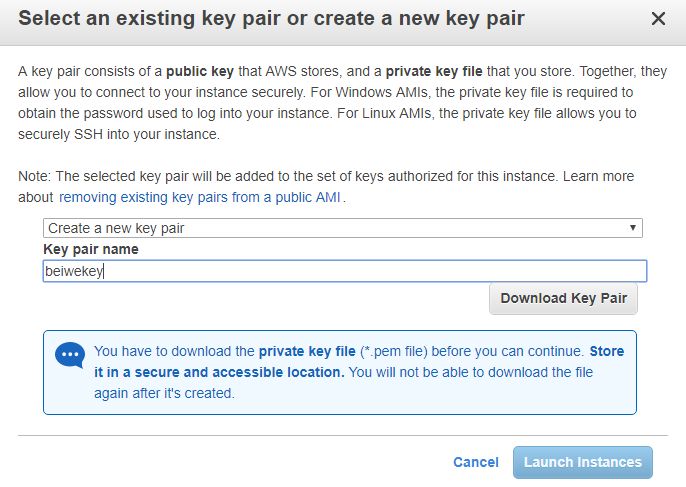 Select an existing key pair or create a new key pair
A key pair consists of a public key that AWS stores, and a private key file that you store. Together, they
allow you to connect to your instance securely. For Windows AMIs, the private key file is required to
obtain the password used to log into your instance. For Linux AMIs, the private key file allows you to
securely SSH into your instance.
Note: The selected key pair will be added to the set of keys authorized for this instance. Learn more
about removing existing key pairs from a public AMI.
Create a new key pair
Key pair name
beiwekey
Download Key Pair
You have to download the private key file (*.pem file) before you can continue. Store
it in a secure and accessible location. You will not be able to download the file
again after it's created.
Cancel
Launch Instances